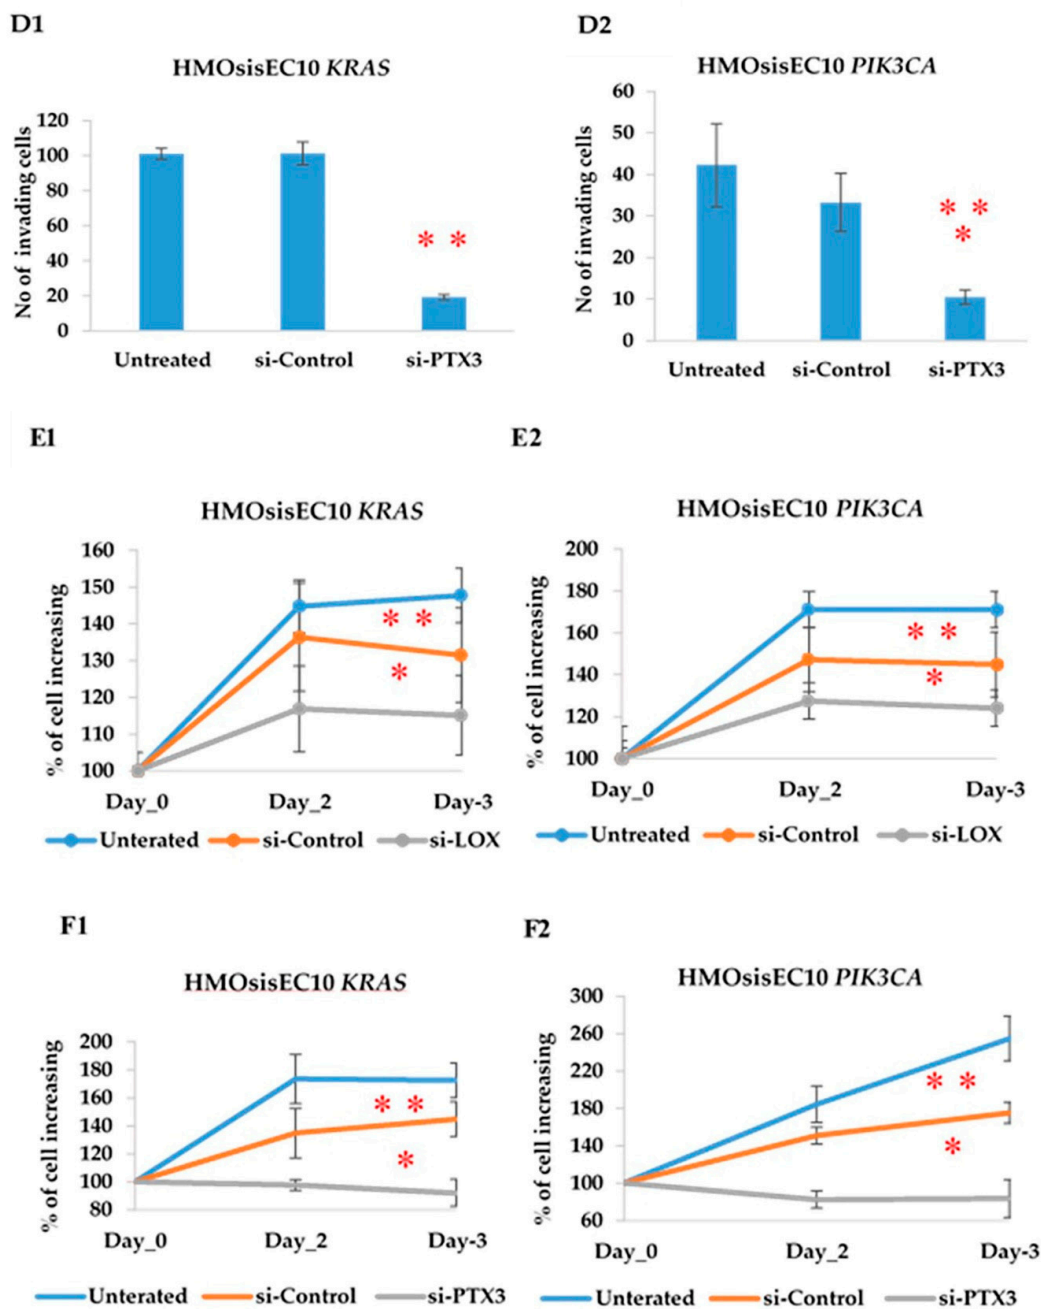 D1
HMOsisEC10 KRAS
No of invading cells
120
100
80
60
40
20
0
* *
Untreated si-Control si-PTX3
D2
HMOsisEC10 PIK3CA
No of invading cells
60
50
40
30
20
10
0
* *
*
Untreated si-Control si-PTX3
E1
HMOsisEC10 KRAS
% of cell increasing
160
150
140
130
120
110
100
* *
*
Day_0 Day_2 Day-3
Unterated si-Control si-LOX
E2
HMOsisEC10 PIK3CA
% of cell increasing
200
180
160
140
120
100
* *
*
Day_0 Day_2 Day-3
Untreated si-Control si-LOX
F1
HMOsisEC10 KRAS
% of cell increasing
200
180
160
140
120
100
80
* *
*
Day_0 Day_2 Day-3
Unterated si-Control si-PTX3
F2
HMOsisEC10 PIK3CA
% of cell increasing
300
260
220
180
140
100
60
* *
*
Day_0 Day_2 Day-3
Untreated si-Control si-PTX3